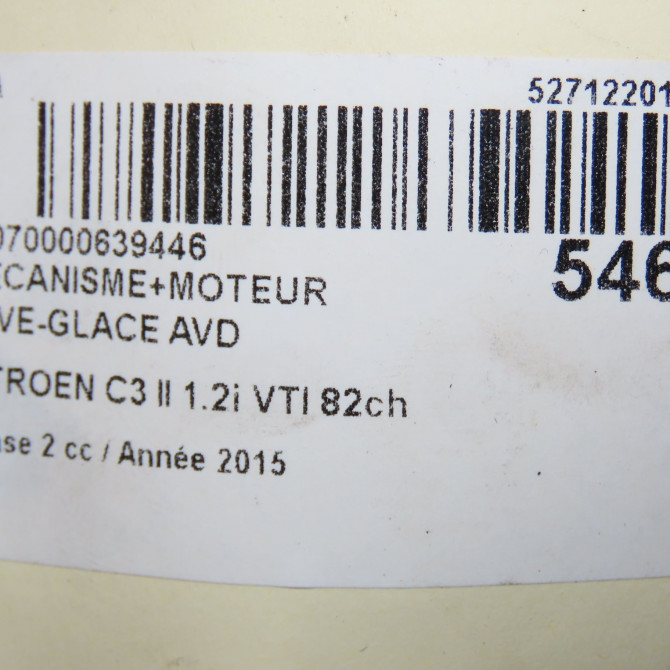 52712201
070000639446
546
ECANISME+MOTEUR
VE-GLACE AVD
TROEN C3 II 1.2i VTI 82ch
ase 2 cc / Année 2015